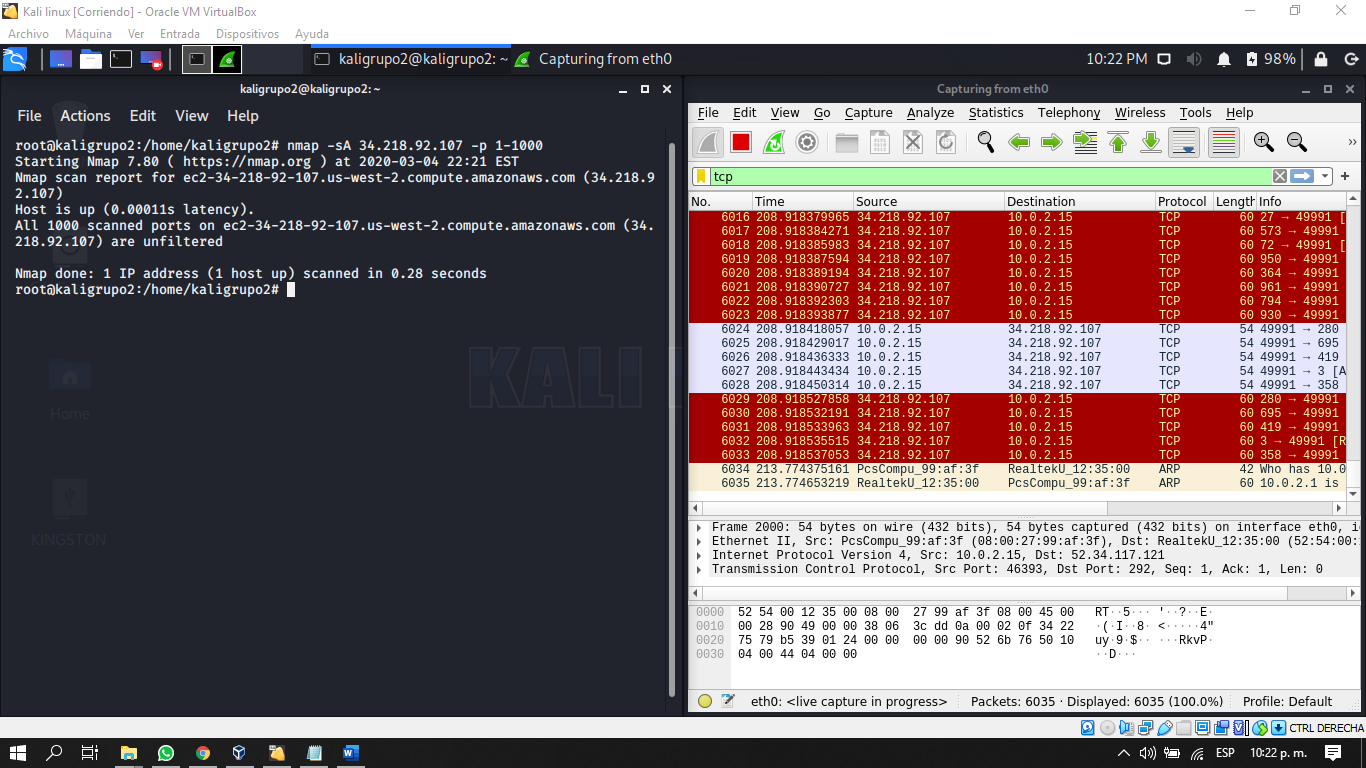 Kali linux [Corriendo] - Oracle VM VirtualBox
Archivo Máquina Ver Entrada Dispositivos Ayuda
kaligrupo2@kaligrupo2: ~ Capturing from eth0 10:22 PM 98%
kaligrupo2@kaligrupo2: ~
File Actions Edit View Help
root@kaligrupo2:/home/kaligrupo2# nmap -sA 34.218.92.107 -p 1-1000
Starting Nmap 7.80 ( https://nmap.org ) at 2020-03-04 22:21 EST
Nmap scan report for ec2-34-218-92-107.us-west-2.compute.amazonaws.com (34.218.9
2.107)
Host is up (0.00011s latency).
All 1000 scanned ports on ec2-34-218-92-107.us-west-2.compute.amazonaws.com (34.
218.92.107) are unfiltered
Nmap done: 1 IP address (1 host up) scanned in 0.28 seconds
root@kaligrupo2:/home/kaligrupo2#
KALI
Home
KINGSTON
Capturing from eth0
File Edit View Go Capture Analyze Statistics Telephony Wireless Tools Help
tcp
No. Time Source Destination Protocol Length Info
6016 208.918379965 34.218.92.107 10.0.2.15 TCP 60 27 → 49991 [
6017 208.918384271 34.218.92.107 10.0.2.15 TCP 60 573 → 49991
6018 208.918385983 34.218.92.107 10.0.2.15 TCP 60 72 → 49991 [
6019 208.918387594 34.218.92.107 10.0.2.15 TCP 60 950 → 49991
6020 208.918389194 34.218.92.107 10.0.2.15 TCP 60 364 → 49991
6021 208.918390727 34.218.92.107 10.0.2.15 TCP 60 961 → 49991
6022 208.918392303 34.218.92.107 10.0.2.15 TCP 60 794 → 49991
6023 208.918393877 34.218.92.107 10.0.2.15 TCP 60 930 → 49991
6024 208.918418057 10.0.2.15 34.218.92.107 TCP 54 49991 → 280
6025 208.918429017 10.0.2.15 34.218.92.107 TCP 54 49991 → 695
6026 208.918436333 10.0.2.15 34.218.92.107 TCP 54 49991 → 419
6027 208.918443434 10.0.2.15 34.218.92.107 TCP 54 49991 → 3 [A
6028 208.918450314 10.0.2.15 34.218.92.107 TCP 54 49991 → 358
6029 208.918527858 34.218.92.107 10.0.2.15 TCP 60 280 → 49991
6030 208.918532191 34.218.92.107 10.0.2.15 TCP 60 695 → 49991
6031 208.918533963 34.218.92.107 10.0.2.15 TCP 60 419 → 49991
6032 208.918535515 34.218.92.107 10.0.2.15 TCP 60 3 → 49991 [R
6033 208.918537053 34.218.92.107 10.0.2.15 TCP 60 358 → 49991
6034 213.774375161 PcsCompu_99:af:3f RealtekU_12:35:00 ARP 42 Who has 10.0
6035 213.774653219 RealtekU_12:35:00 PcsCompu_99:af:3f ARP 60 10.0.2.1 is
Frame 2000: 54 bytes on wire (432 bits), 54 bytes captured (432 bits) on interface eth0, i
Ethernet II, Src: PcsCompu_99:af:3f (08:00:27:99:af:3f), Dst: RealtekU_12:35:00 (52:54:00:
Internet Protocol Version 4, Src: 10.0.2.15, Dst: 52.34.117.121
Transmission Control Protocol, Src Port: 46393, Dst Port: 292, Seq: 1, Ack: 1, Len: 0
0000 52 54 00 12 35 00 08 00 27 99 af 3f 08 00 45 00 RT··5··· '··?··E·
0010 00 28 90 49 00 00 38 06 3c dd 0a 00 02 0f 34 22 ·(·I··8· <·····4"
0020 75 79 b5 39 01 24 00 00 00 00 90 52 6b 76 50 10 uy·9·$·· ···RkvP·
0030 04 00 44 04 00 00 ··D···
eth0: <live capture in progress> Packets: 6035 · Displayed: 6035 (100.0%) Profile: Default
CTRL DERECHA
ESP 10:22 p. m.